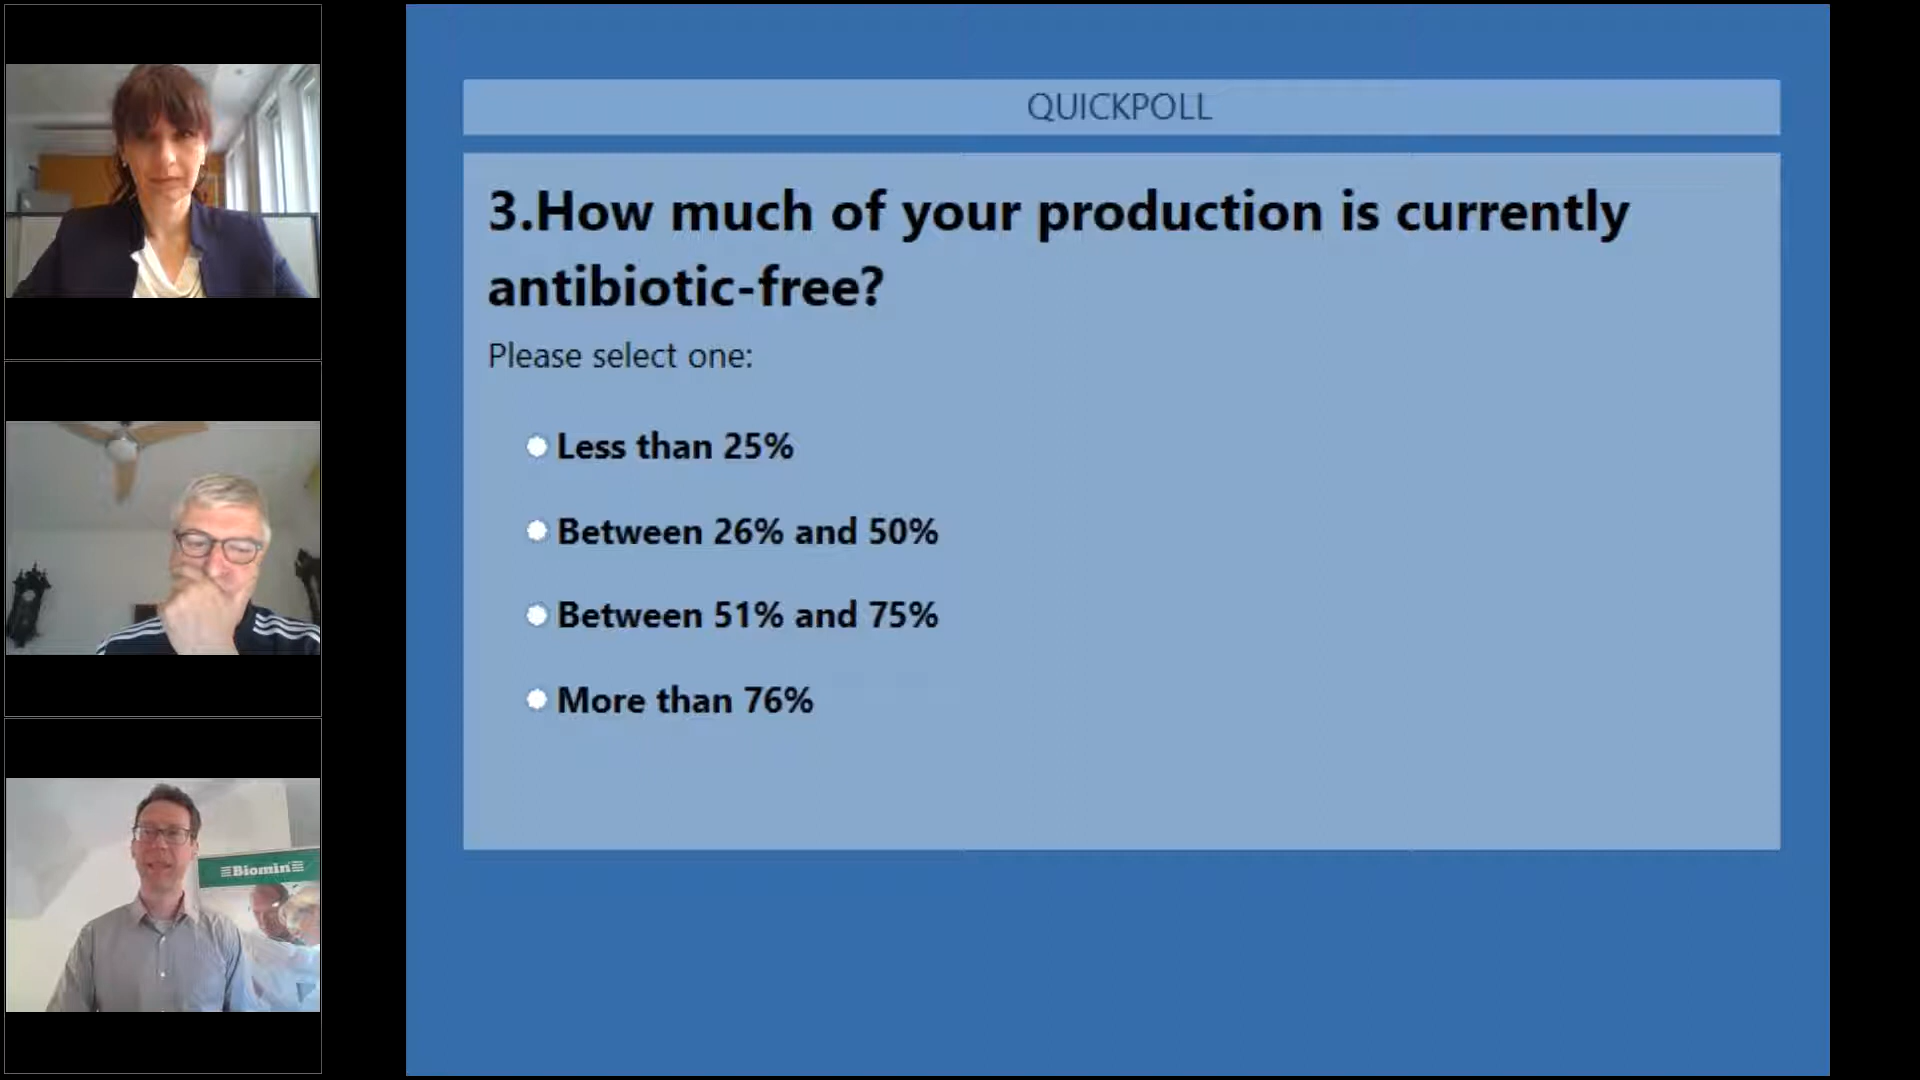 QUICKPOLL
3.How much of your production is currently
antibiotic-free?
Please select one:
Less than 25%
Between 26% and 50%
Between 51% and 75%
More than 76%
Biomin